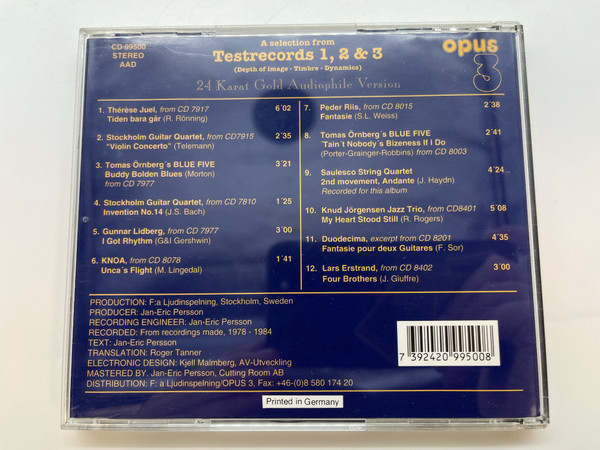 CD 99500
STEREO
AAD
A selection from
Testrecords 1, 2 & 3
(Depth of image - Timbre - Dynamics)
24 Karat Gold Audiophile Version
opus
3
1. Thérèse Juel, from CD 7917 6'02
Tiden bara går (R. Rönning)
2. Stockholm Guitar Quartet, from CD7915 2'35
"Violin Concerto" (Telemann)
3. Tomas Örnberg´s BLUE FIVE 3'21
Buddy Bolden Blues (Morton)
from CD 7977
4. Stockholm Guitar Quartet, from CD 7810 1'25
Invention No.14 (J.S. Bach)
5. Gunnar Lidberg, from CD 7977 3'00
I Got Rhythm (G&I Gershwin)
6. KNOA, from CD 8078 1'41
Unca´s Flight (M. Lingedal)
7. Peder Riis, from CD 8015 2'38
Fantasie (S.L. Weiss)
8. Tomas Örnberg´s BLUE FIVE 2'41
´Tain´t Nobody´s Bizeness If I Do
(Porter-Grainger-Robbins) from CD 8003
9. Saulesco String Quartet 4'24
2nd movement, Andante (J. Haydn)
Recorded for this album
10. Knud Jörgensen Jazz Trio, from CD8401 5'08
My Heart Stood Still (R. Rogers)
11. Duodecima, excerpt from CD 8201 4'35
Fantasie pour deux Guitares (F. Sor)
12. Lars Erstrand, from CD 8402 3'00
Four Brothers (J. Giuffre)
PRODUCTION: F:a Ljudinspelning, Stockholm, Sweden
PRODUCER: Jan-Eric Persson
RECORDING ENGINEER: Jan-Eric Persson
RECORDED: From recordings made, 1978 - 1984
TEXT: Jan-Eric Persson
TRANSLATION: Roger Tanner
ELECTRONIC DESIGN: Kjell Malmberg, AV-Utveckling
MASTERED BY. Jan-Eric Persson, Cutting Room AB
DISTRIBUTION: F: a Ljudinspelning/OPUS 3, Fax: +46-(0)8 580 174 20
7 392420 995008
Printed in Germany